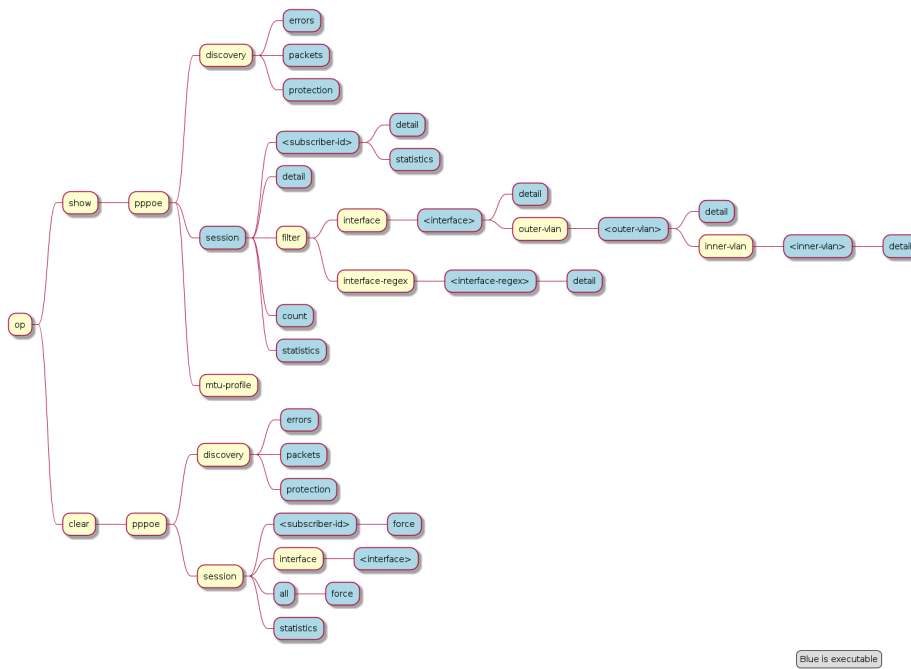 op
show
pppoe
discovery
errors
packets
protection
session
<subscriber-id>
detail
statistics
detail
filter
interface
<interface>
detail
outer-vlan
<outer-vlan>
detail
inner-vlan
<inner-vlan>
detail
interface-regex
<interface-regex>
detail
count
statistics
mtu-profile
clear
pppoe
discovery
errors
packets
protection
session
<subscriber-id>
force
interface
<interface>
all
force
statistics
Blue is executable